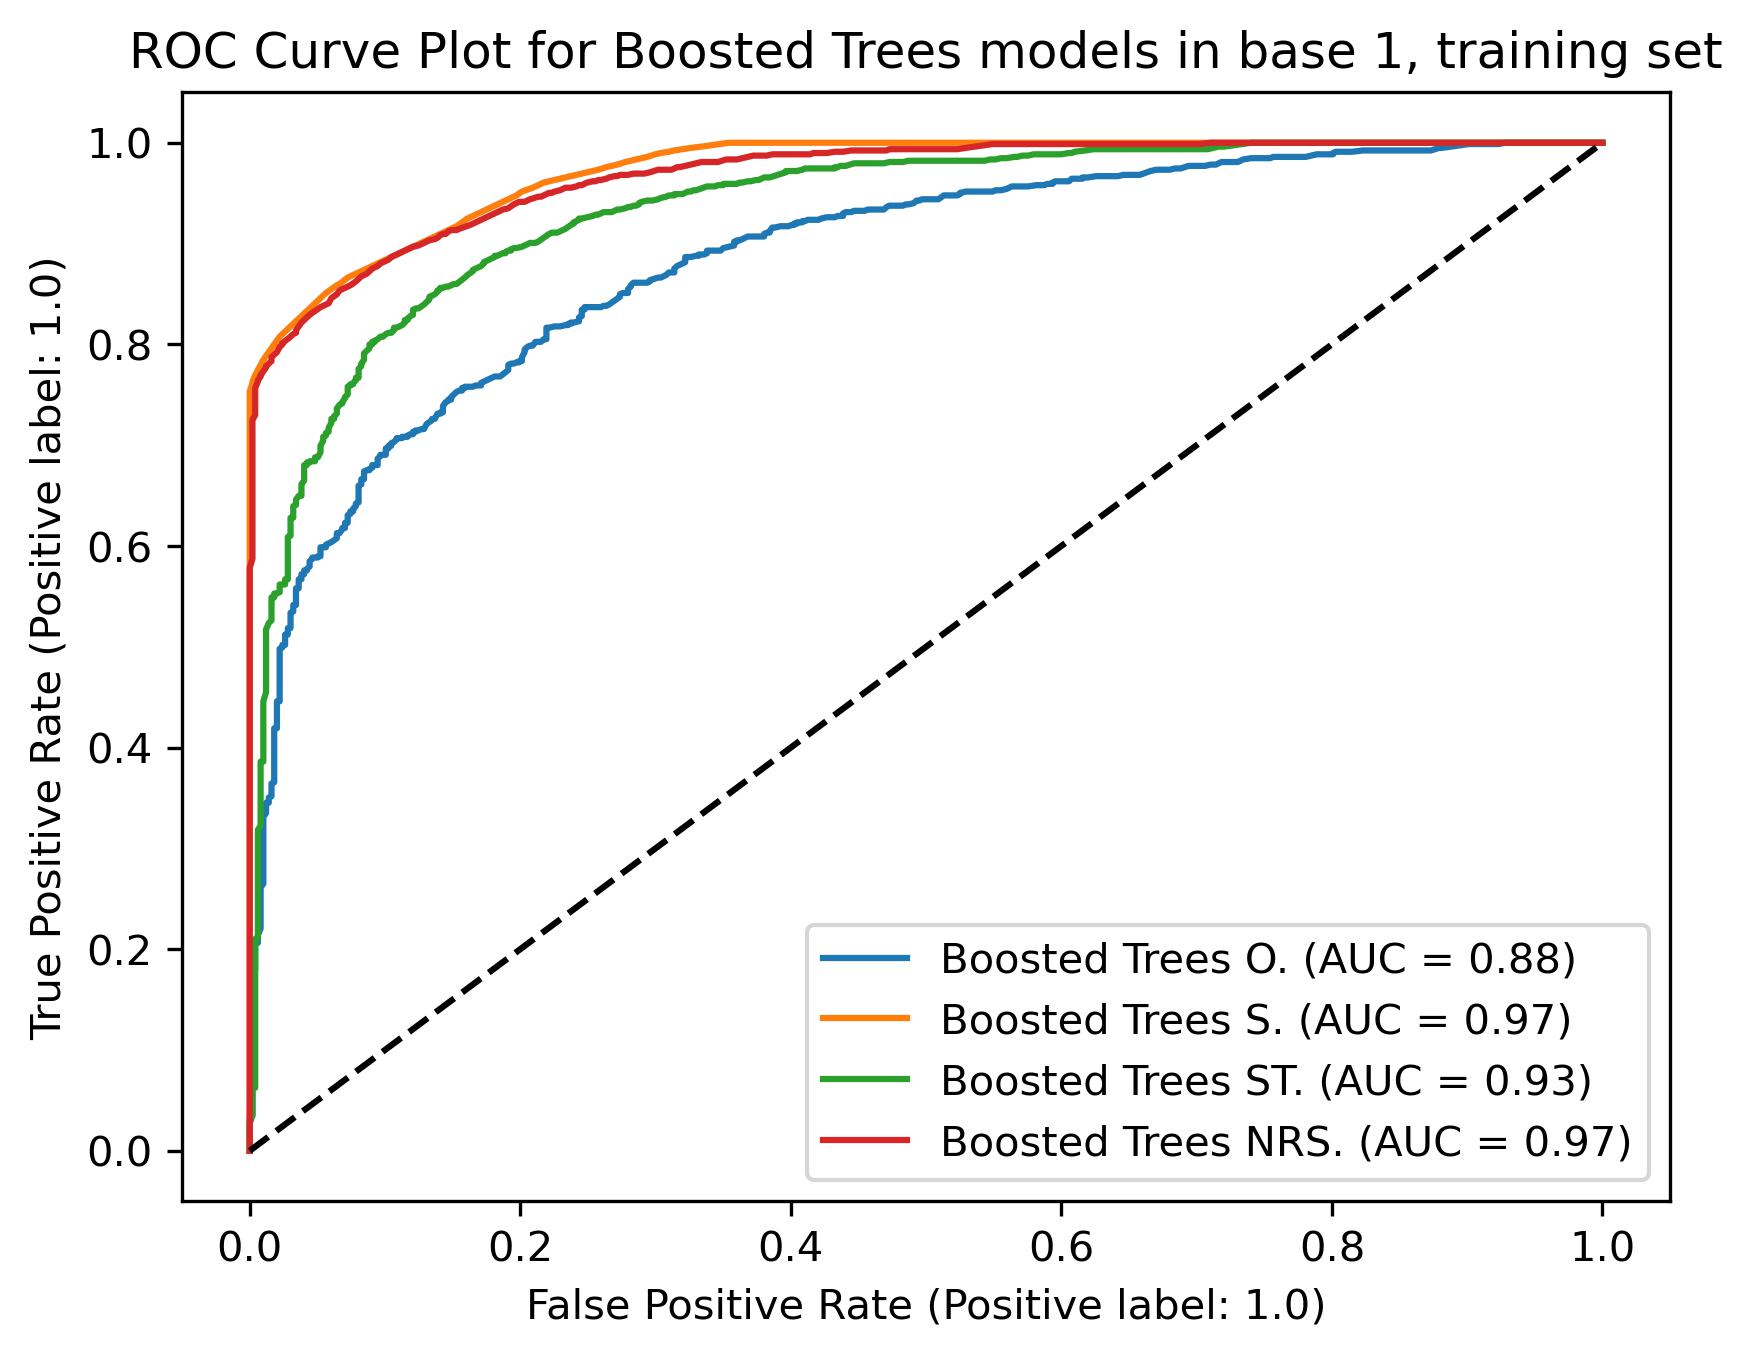 ROC Curve Plot for Boosted Trees models in base 1, training set
True Positive Rate (Positive label: 1.0)
1.0
0.8
0.6
0.4
0.2
0.0
Boosted Trees O. (AUC = 0.88)
Boosted Trees S. (AUC = 0.97)
Boosted Trees ST. (AUC = 0.93)
Boosted Trees NRS. (AUC = 0.97)
0.0 0.2 0.4 0.6 0.8 1.0
False Positive Rate (Positive label: 1.0)